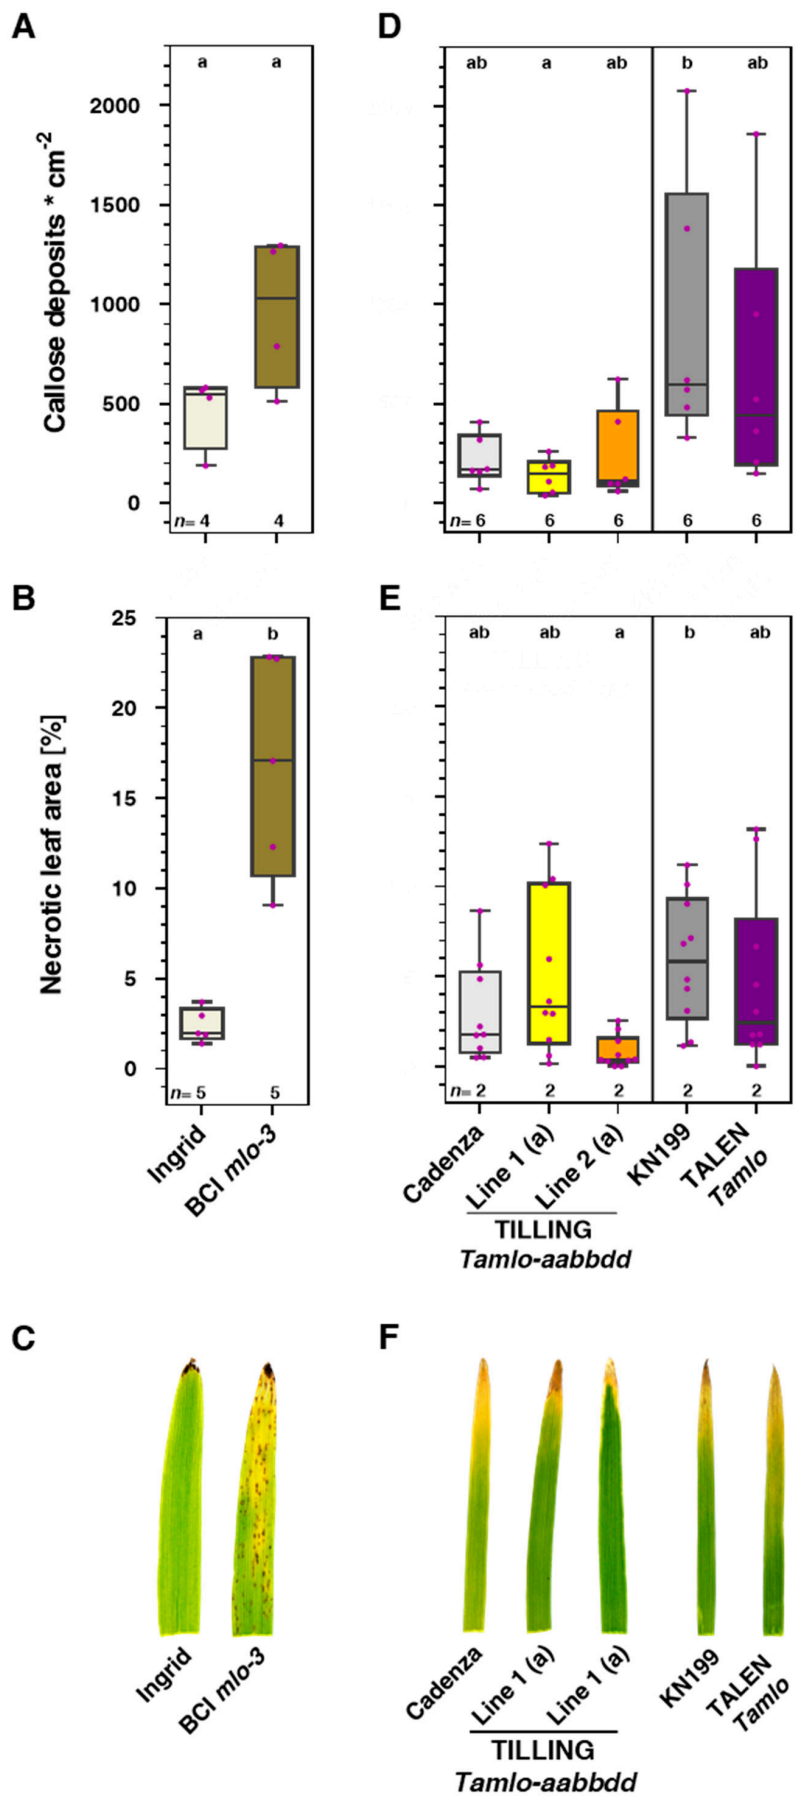 A
D
a a
ab a ab b ab
2000
1500
1000
500
0
Callose deposits * cm-2
n= 4 4
n= 6 6 6 6 6
B
E
a b
ab ab a b ab
25
20
15
10
5
0
Necrotic leaf area [%]
n= 5 5
n= 2 2 2 2 2
Ingrid
BCI mlo-3
Cadenza
Line 1 (a)
Line 2 (a)
KN199
TALEN
Tamlo
TILLING
Tamlo-aabbdd
C
F
Ingrid
BCI mlo-3
Cadenza
Line 1 (a)
Line 1 (a)
KN199
TALEN
Tamlo
TILLING
Tamlo-aabbdd